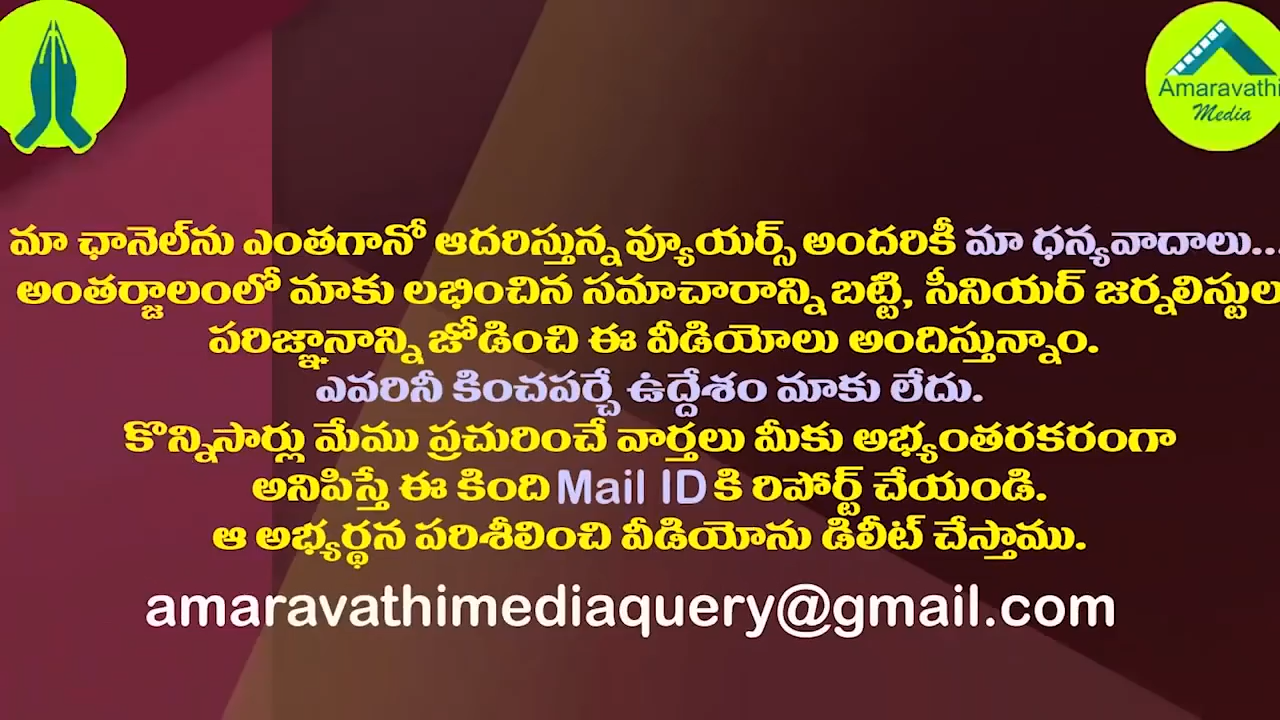 Amaravathi
Media
మా ఛానెల్‌ను ఎంతగానో ఆదరిస్తున్న వ్యూయర్స్ అందరికీ మా ధన్యవాదాలు...
అంతర్జాలంలో మాకు లభించిన సమాచారాన్ని బట్టి, సీనియర్ జర్నలిస్టుల
పరిజ్ఞానాన్ని జోడించి ఈ వీడియోలు అందిస్తున్నాం.
ఎవరినీ కించపర్చే ఉద్దేశం మాకు లేదు.
కొన్నిసార్లు మేము ప్రచురించే వార్తలు మీకు అభ్యంతరకరంగా
అనిపిస్తే ఈ కింది Mail ID కి రిపోర్ట్ చేయండి.
ఆ అభ్యర్థన పరిశీలించి వీడియోను డిలీట్ చేస్తాము.
amaravathimediaquery@gmail.com